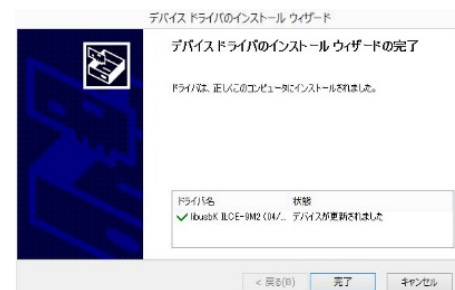 デバイス ドライバのインストール ウィザード
デバイス ドライバのインストール ウィザードの完了
ドライバは、正しくこのコンピュータにインストールされました。
ドライバ名 状態
libusbK ILCE-9M2 (04/... デバイスが更新されました
< 戻る(B) 完了 キャンセル